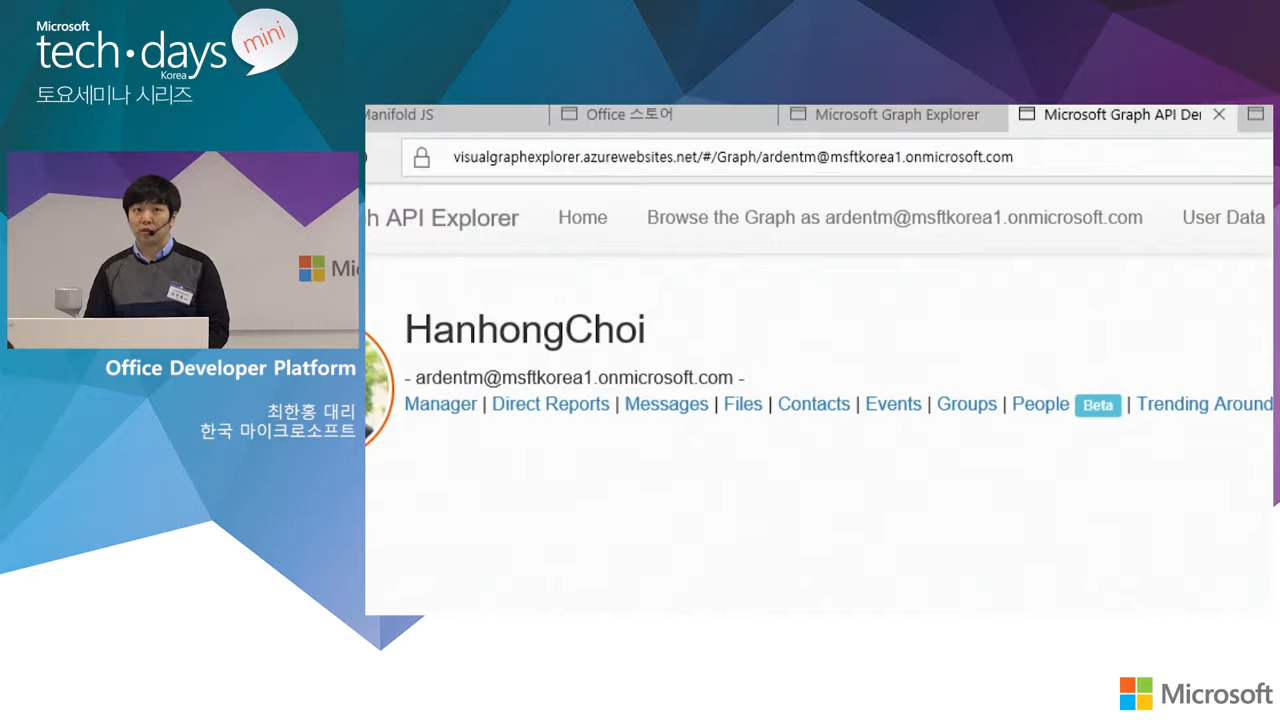 Microsoft
tech·days
mini
Korea
토요세미나 시리즈
Office Developer Platform
최한홍 대리
한국 마이크로소프트
Manifold JS
Office 스토어
Microsoft Graph Explorer
Microsoft Graph API De
visualgraphexplorer.azurewebsites.net/#/Graph/ardentm@msftkorea1.onmicrosoft.com
h API Explorer Home Browse the Graph as ardentm@msftkorea1.onmicrosoft.com User Data
HanhongChoi
- ardentm@msftkorea1.onmicrosoft.com -
Manager | Direct Reports | Messages | Files | Contacts | Events | Groups | People Beta | Trending Around
Mi
Microsoft